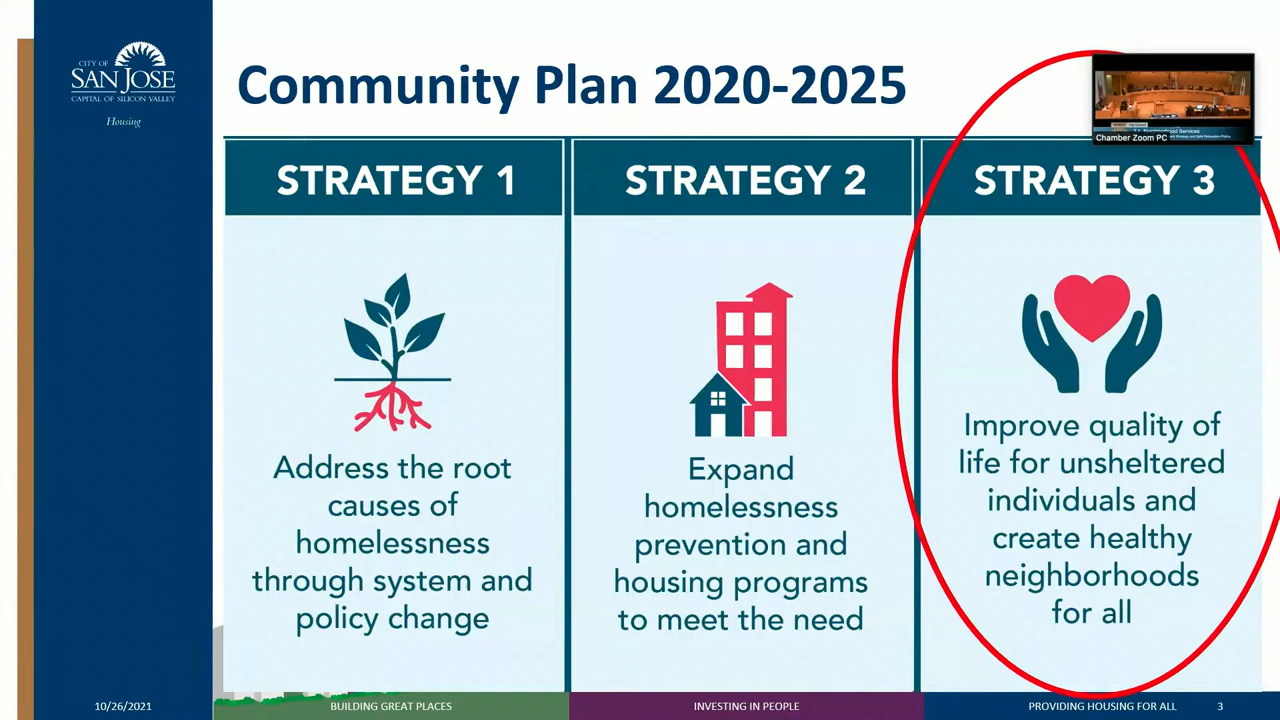 CITY OF
SAN JOSE
CAPITAL OF SILICON VALLEY
Housing
Community Plan 2020-2025
Chamber Zoom PC
STRATEGY 1
Address the root
causes of
homelessness
through system and
policy change
STRATEGY 2
Expand
homelessness
prevention and
housing programs
to meet the need
STRATEGY 3
Improve quality of
life for unsheltered
individuals and
create healthy
neighborhoods
for all
10/26/2021
BUILDING GREAT PLACES
INVESTING IN PEOPLE
PROVIDING HOUSING FOR ALL
3